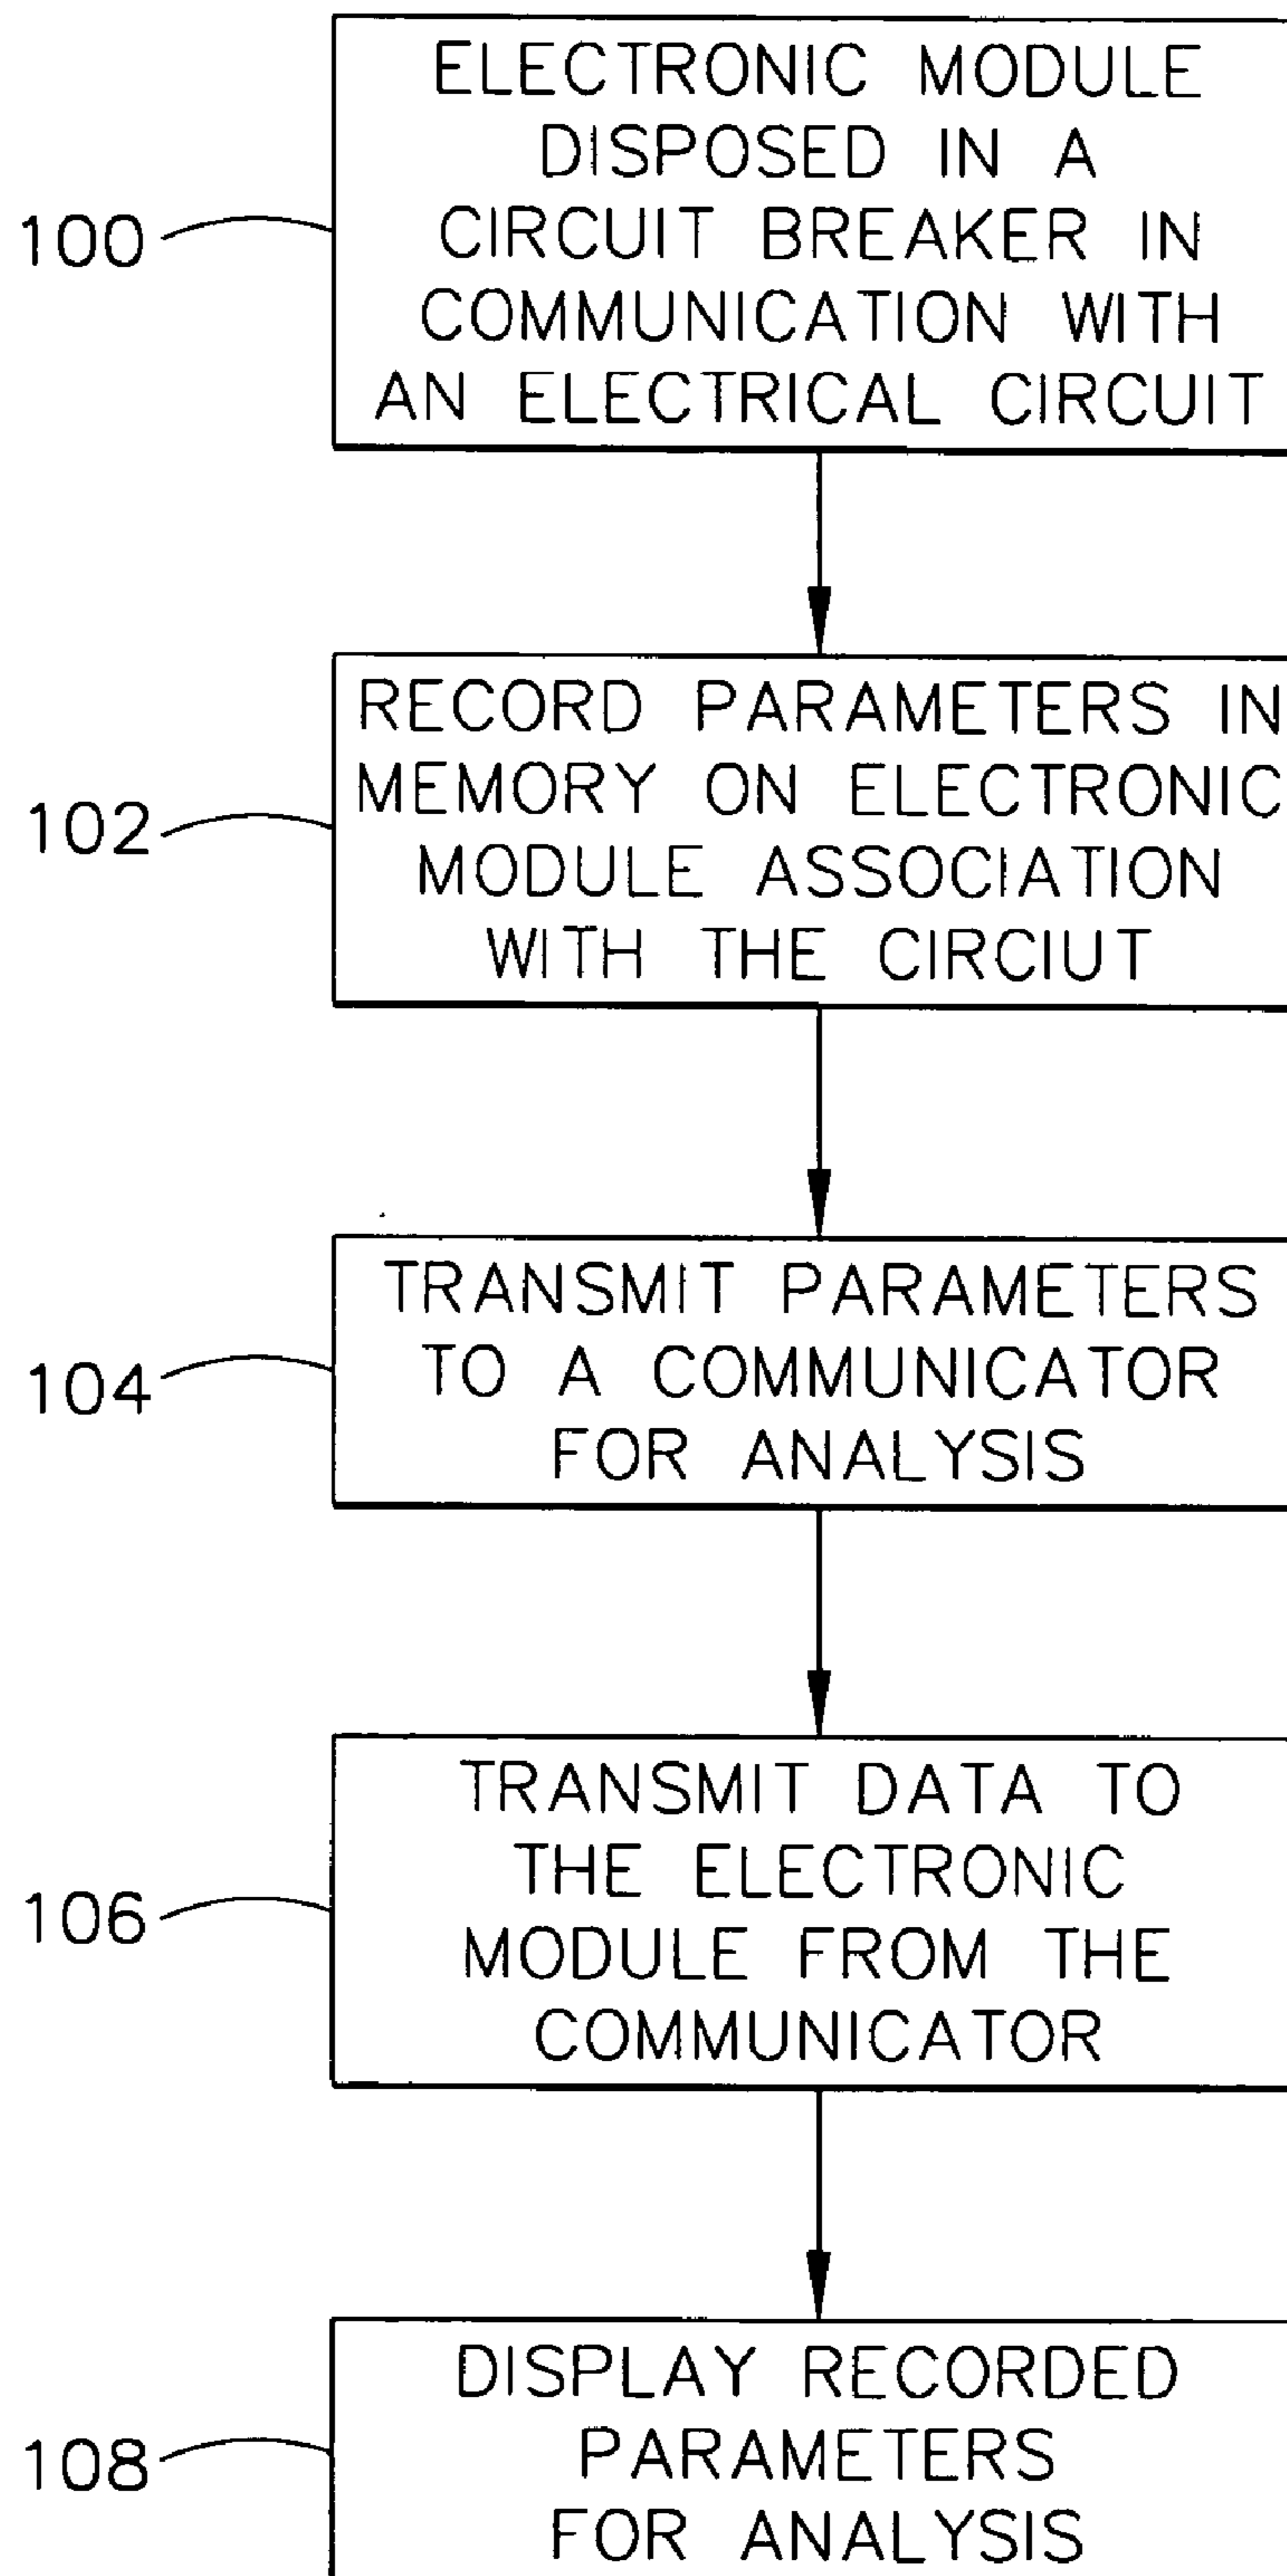 ELECTRONIC MODULE
DISPOSED IN A
100 CIRCUIT BREAKER IN
COMMUNICATION WITH
AN ELECTRICAL CIRCUIT
RECORD PARAMETERS IN
MEMORY ON ELECTRONIC
102 MODULE ASSOCIATION
WITH THE CIRCIUT
TRANSMIT PARAMETERS
104 TO A COMMUNICATOR
FOR ANALYSIS
TRANSMIT DATA TO
THE ELECTRONIC
106 MODULE FROM THE
COMMUNICATOR
DISPLAY RECORDED
108 PARAMETERS
FOR ANALYSIS